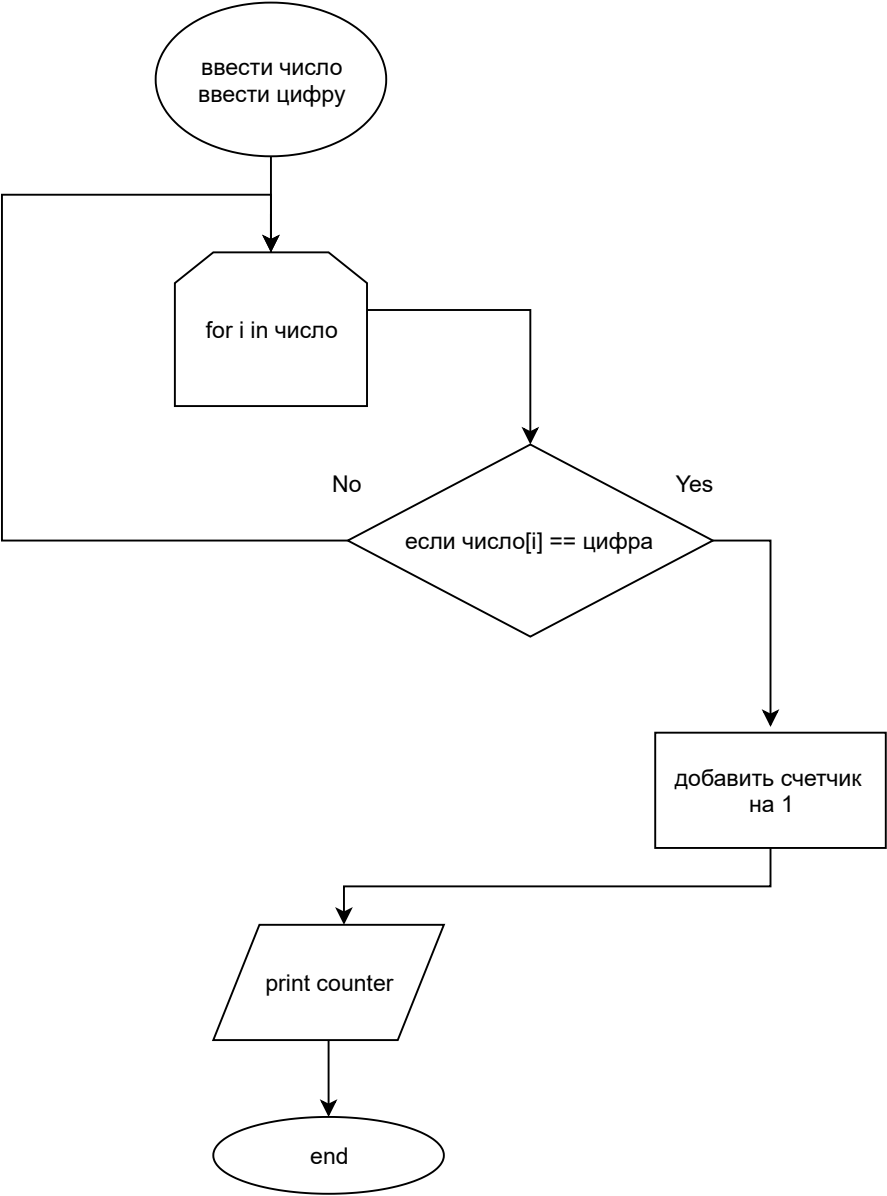 ввести число
ввести цифру
for i in число
No
Yes
если число[i] == цифра
добавить счетчик
на 1
print counter
end